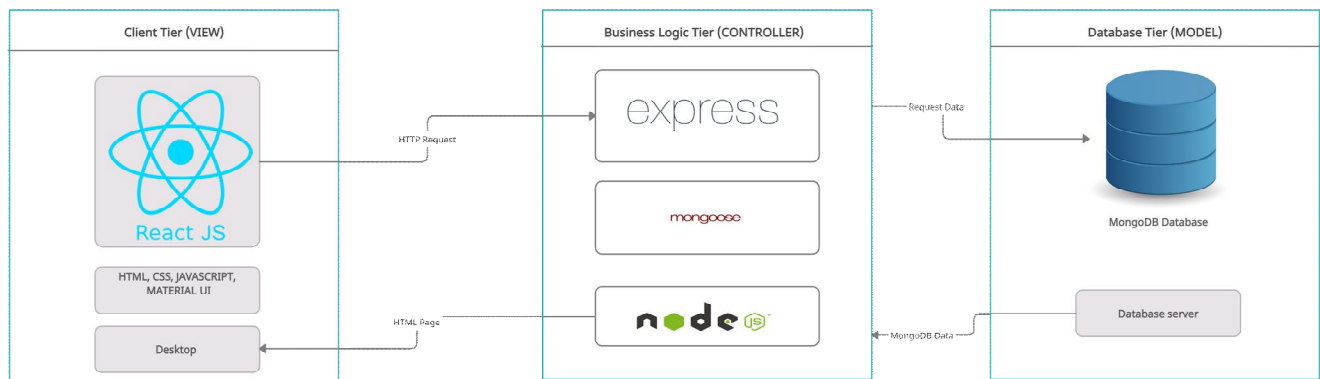 Client Tier (VIEW)
Business Logic Tier (CONTROLLER)
Database Tier (MODEL)
express
Request Data
HTTP Request
React JS
mongoose
MongoDB Database
HTML, CSS, JAVASCRIPT,
MATERIAL UI
node
JS
HTML Page
Database server
MongoDB Data
Desktop